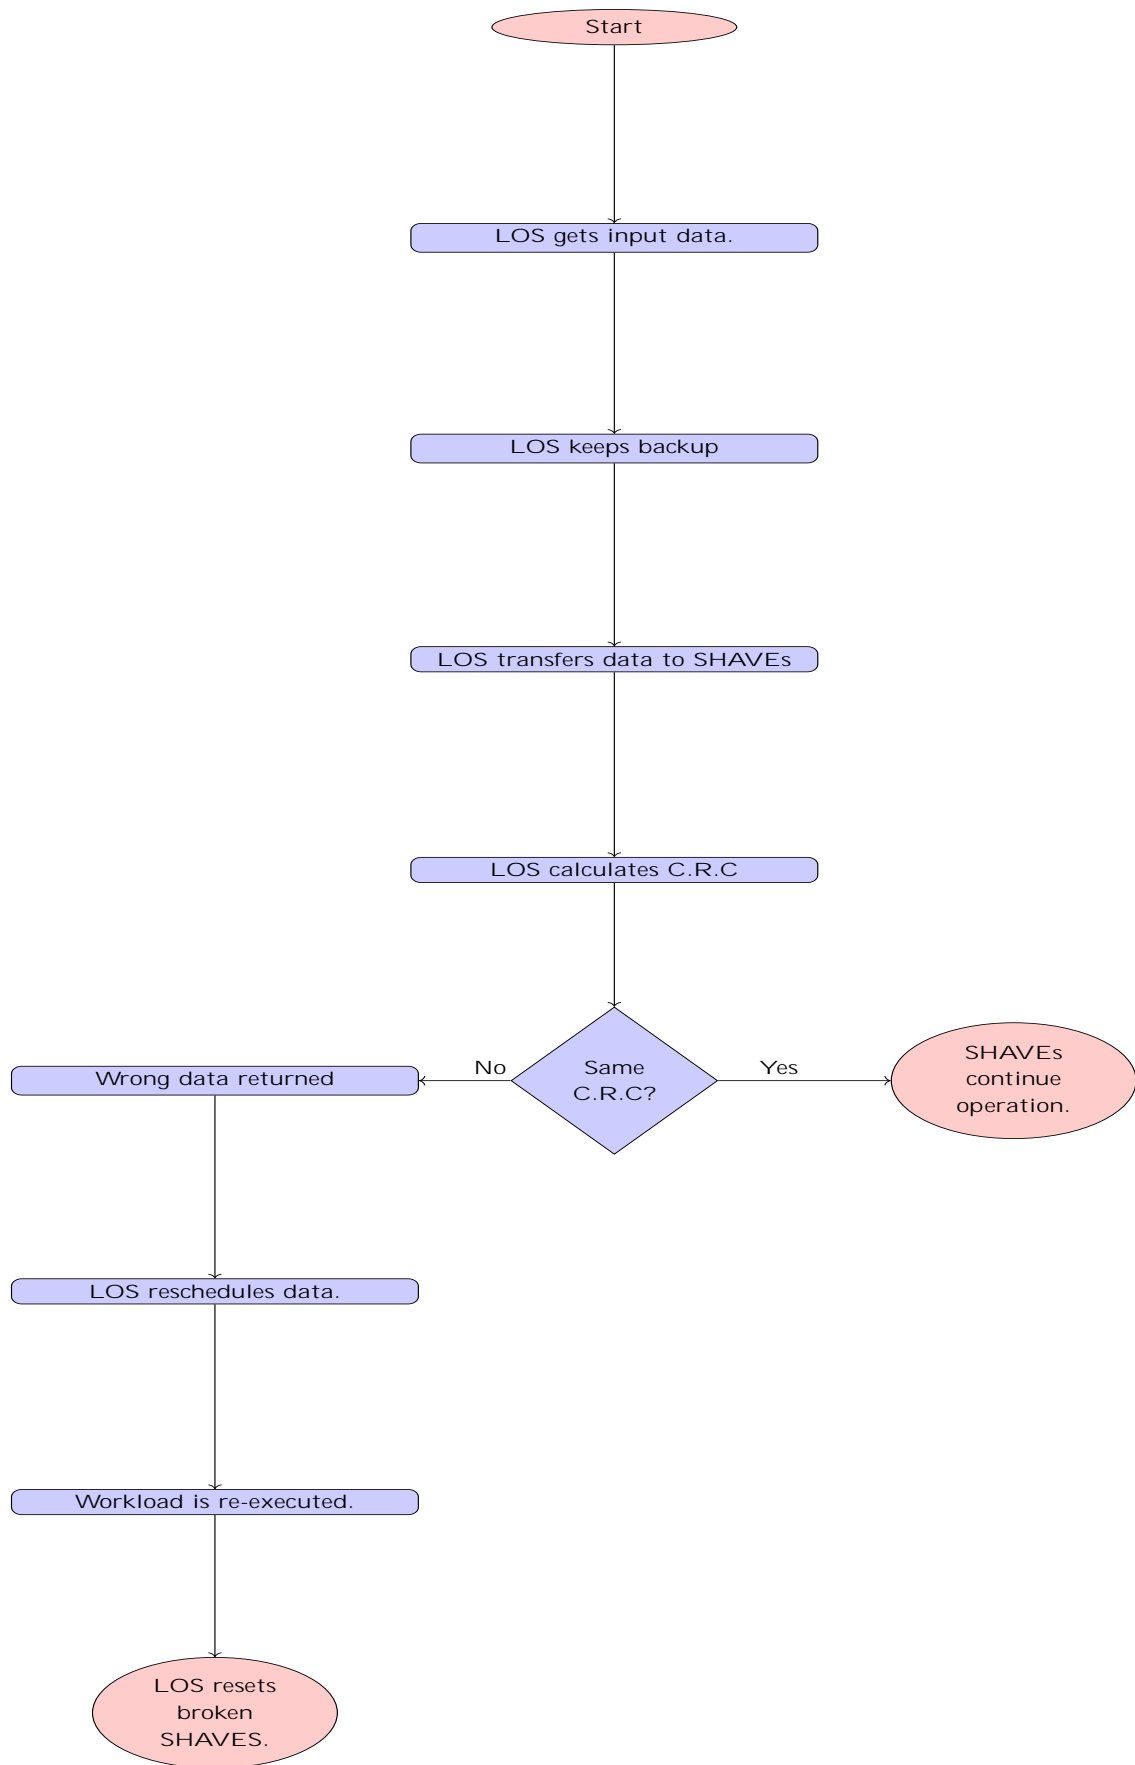 Start
LOS gets input data.
LOS keeps backup
LOS transfers data to SHAVEs
LOS calculates C.R.C
Same
C.R.C?
No
Yes
Wrong data returned
SHAVEs
continue
operation.
LOS reschedules data.
Workload is re-executed.
LOS resets
broken
SHAVES.